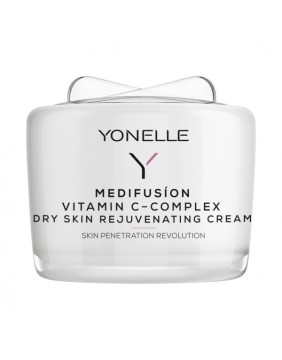 YONELLE
Y
MEDIFUSÍON
VITAMIN C-COMPLEX
DRY SKIN REJUVENATING CREAM
SKIN PENETRATION REVOLUTION